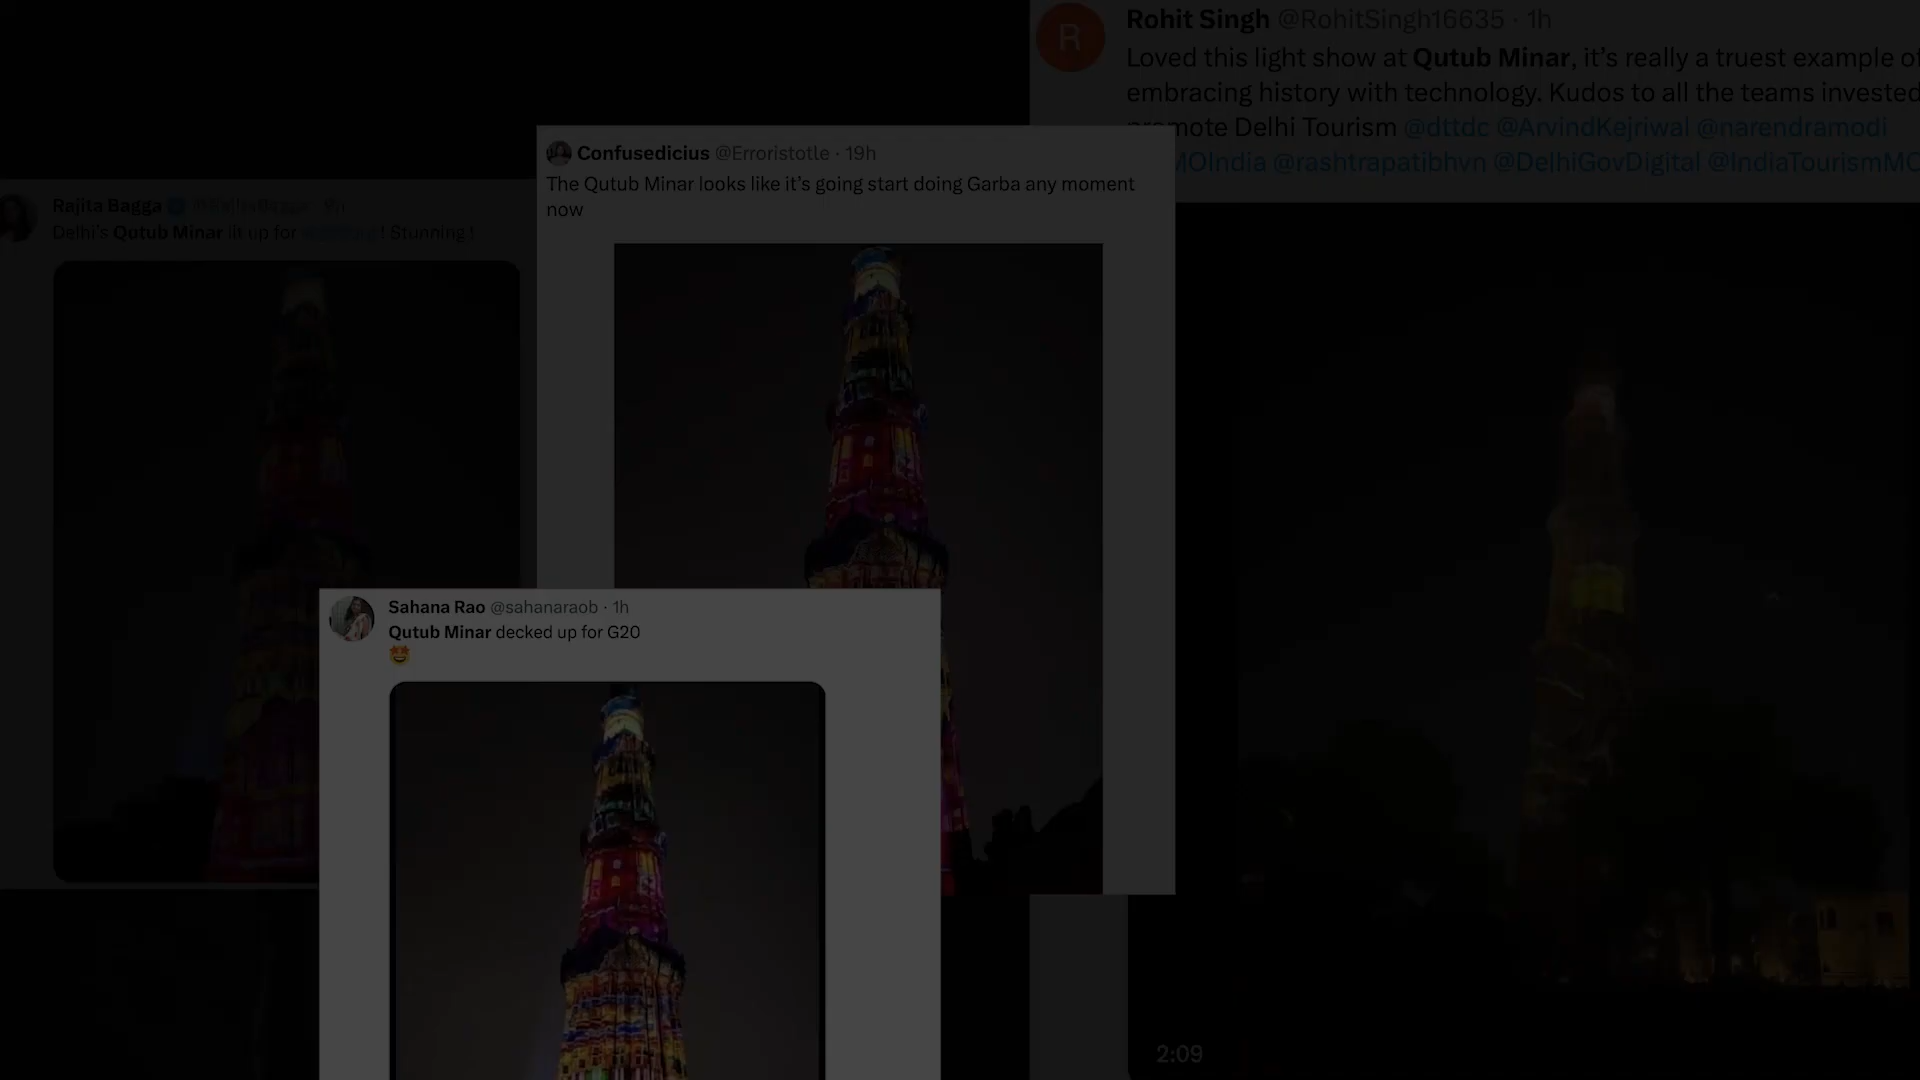 Rohit Singh @RohitSingh16635 · 1h
Loved this light show at Qutub Minar, it’s really a truest example of
embracing history with technology. Kudos to all the teams invested
promote Delhi Tourism @dttdc @ArvindKejriwal @narendramodi
MOIndia @rashtrapatibhvn @DelhiGovDigital @IndiaTourismMO
Confusedicius @Erroristotle · 19h
The Qutub Minar looks like it’s going start doing Garba any moment
now
Rajita Bagga
Delhi's Qutub Minar lit up for ! Stunning !
Sahana Rao @sahanaraob · 1h
Qutub Minar decked up for G20
🤩
R
2:09